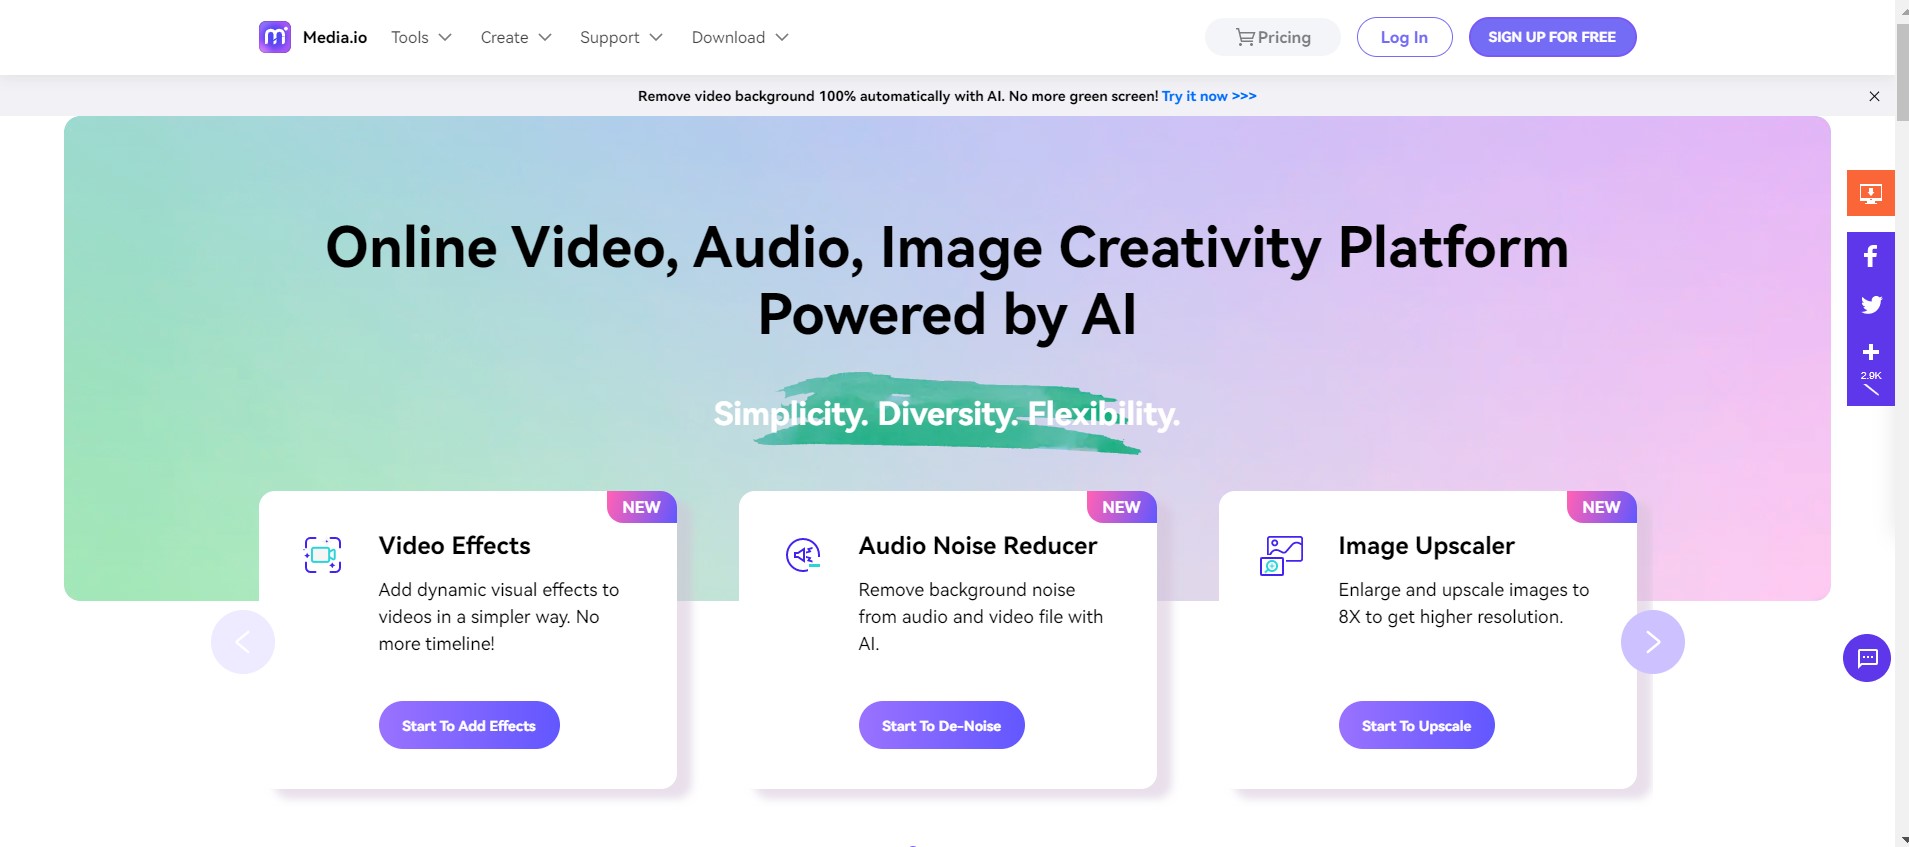 Media.io Tools Create Support Download Pricing Log In SIGN UP FOR FREE
Remove video background 100% automatically with AI. No more green screen! Try it now >>>
Online Video, Audio, Image Creativity Platform
Powered by AI
2.9K
Simplicity. Diversity. Flexibility.
NEW
Video Effects
Add dynamic visual effects to
videos in a simpler way. No
more timeline!
Start To Add Effects
NEW
Audio Noise Reducer
Remove background noise
from audio and video file with
AI.
Start To De-Noise
NEW
Image Upscaler
Enlarge and upscale images to
8X to get higher resolution.
Start To Upscale